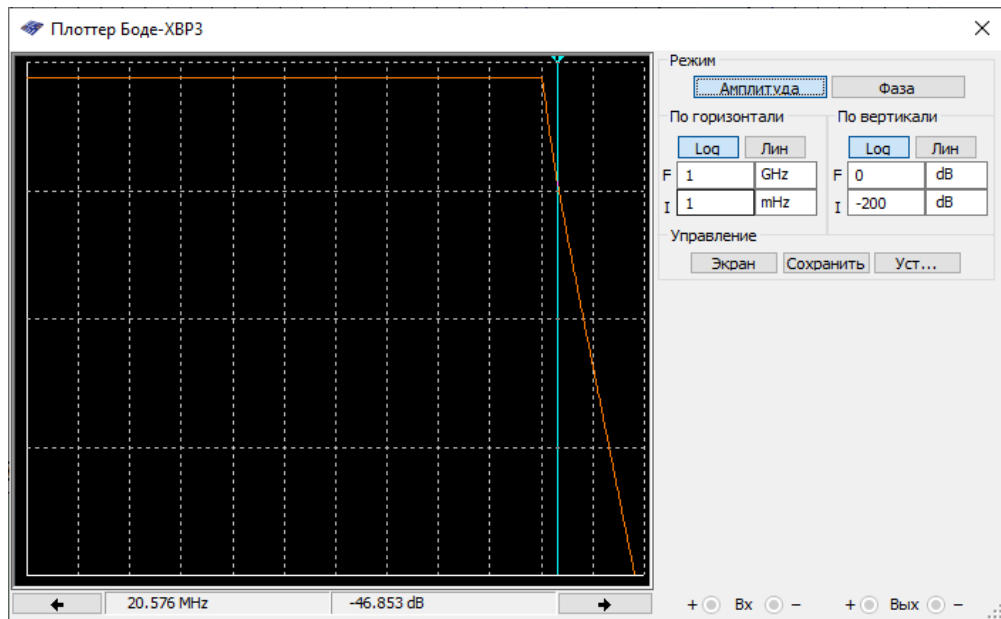 Плоттер Боде-XBP3
Режим
Амплитуда Фаза
По горизонтали По вертикали
Log Лин Log Лин
F 1 GHz F 0 dB
I 1 mHz I -200 dB
Управление
Экран Сохранить Уст...
20.576 MHz -46.853 dB
+ Вх − + Вых −